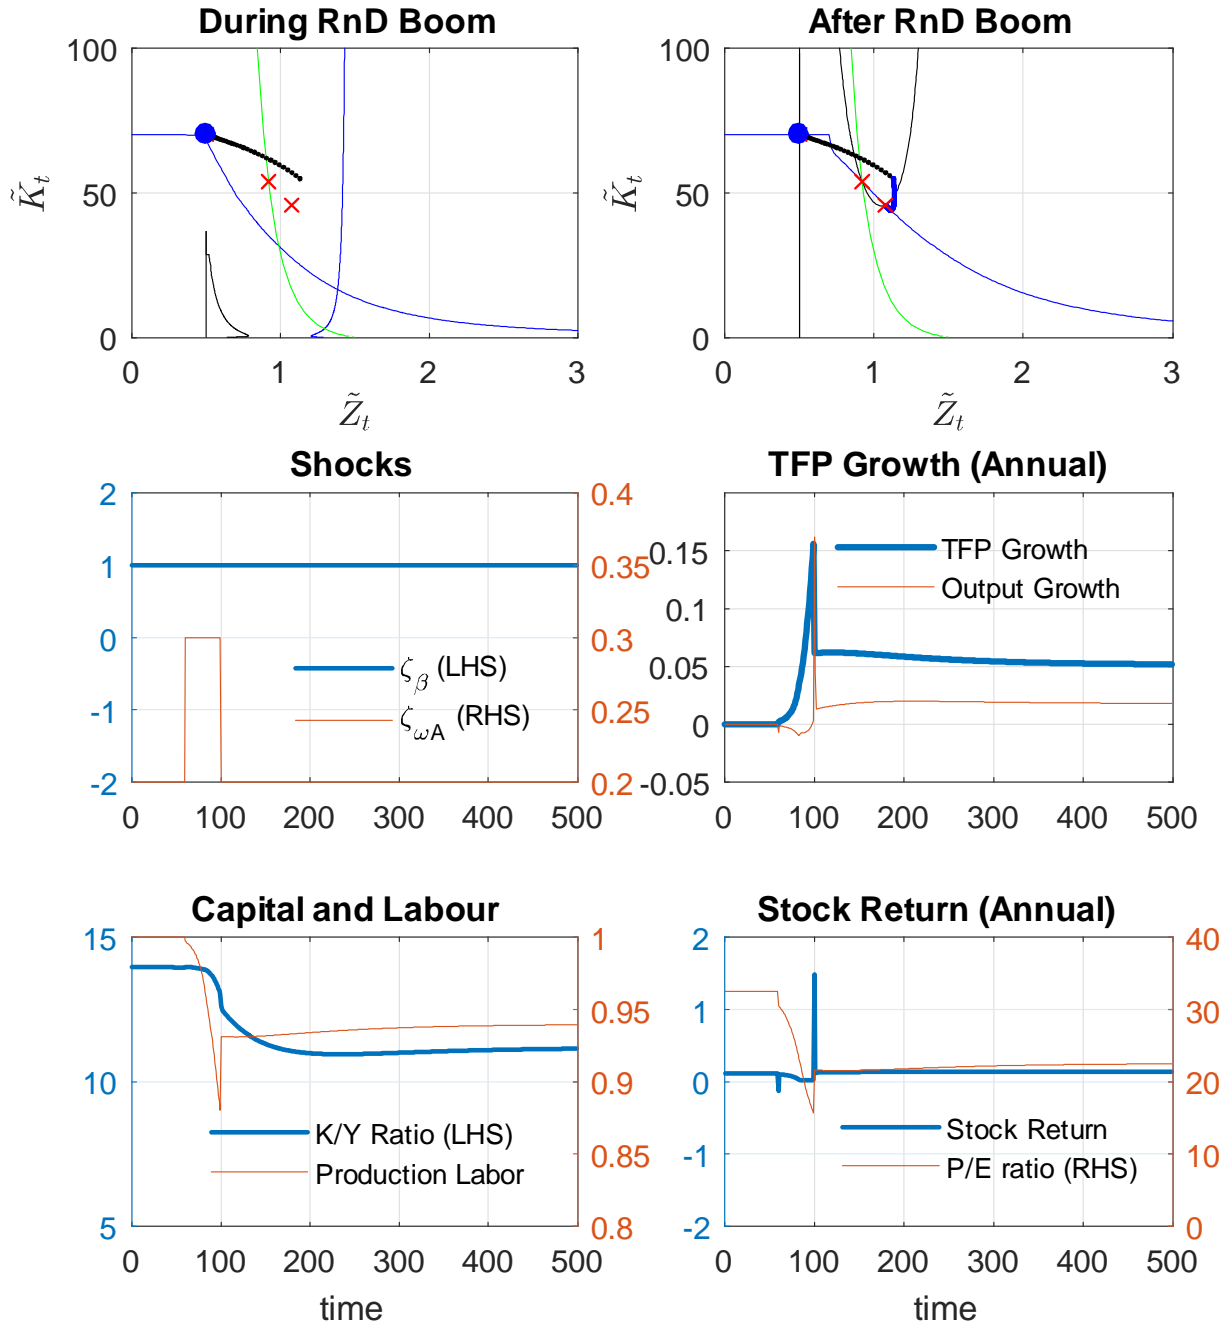 During RnD Boom
After RnD Boom
100
50
0
K̃_t
0 1 2 3
Z̃_t
100
50
0
K̃_t
0 1 2 3
Z̃_t
Shocks
TFP Growth (Annual)
2
1
0
-1
-2
0.4
0.35
0.3
0.25
0.2
ζ_β (LHS)
ζ_ωA (RHS)
0 100 200 300 400 500
0.15
0.1
0.05
0
-0.05
TFP Growth
Output Growth
0 100 200 300 400 500
Capital and Labour
Stock Return (Annual)
15
10
5
1
0.95
0.9
0.85
0.8
K/Y Ratio (LHS)
Production Labor
0 100 200 300 400 500
time
2
1
0
-1
-2
40
30
20
10
0
Stock Return
P/E ratio (RHS)
0 100 200 300 400 500
time